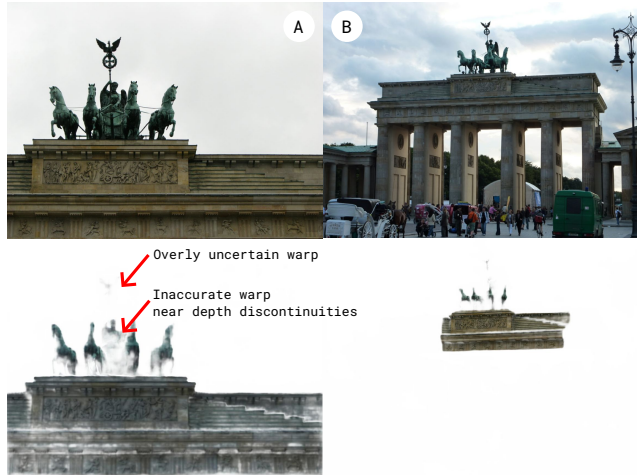 A
B
Overly uncertain warp
Inaccurate warp
near depth discontinuities